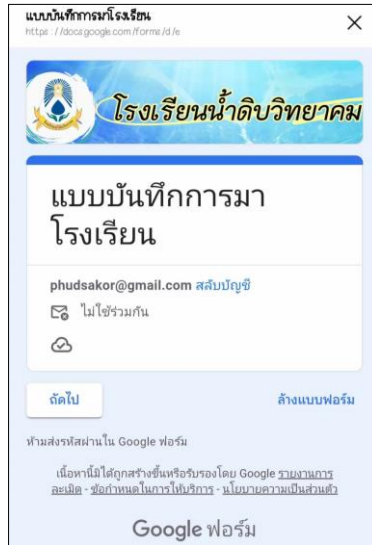 แบบบันทึกการมาโรงเรียน
https://docs.google.com/forms/d/e
โรงเรียนน้ำดิบวิทยาคม
แบบบันทึกการมา
โรงเรียน
phudsakor@gmail.com สลับบัญชี
ไม่ใช่ร่วมกัน
ถัดไป
ล้างแบบฟอร์ม
ห้ามส่งรหัสผ่านใน Google ฟอร์ม
เนื้อหานี้มิได้ถูกสร้างขึ้นหรือรับรองโดย Google รายงานการ
ละเมิด - ข้อกำหนดในการให้บริการ - นโยบายความเป็นส่วนตัว
Google ฟอร์ม